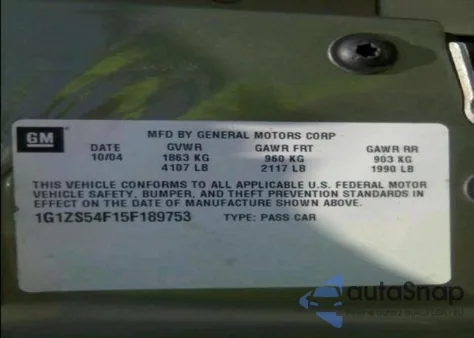 GM
MFD BY GENERAL MOTORS CORP
DATE GVWR GAWR FRT GAWR RR
10/04 1863 KG 960 KG 903 KG
4107 LB 2117 LB 1990 LB
THIS VEHICLE CONFORMS TO ALL APPLICABLE U.S. FEDERAL MOTOR
VEHICLE SAFETY, BUMPER, AND THEFT PREVENTION STANDARDS IN
EFFECT ON THE DATE OF MANUFACTURE SHOWN ABOVE.
1G1ZS54F15F189753 TYPE: PASS CAR
autoSnap